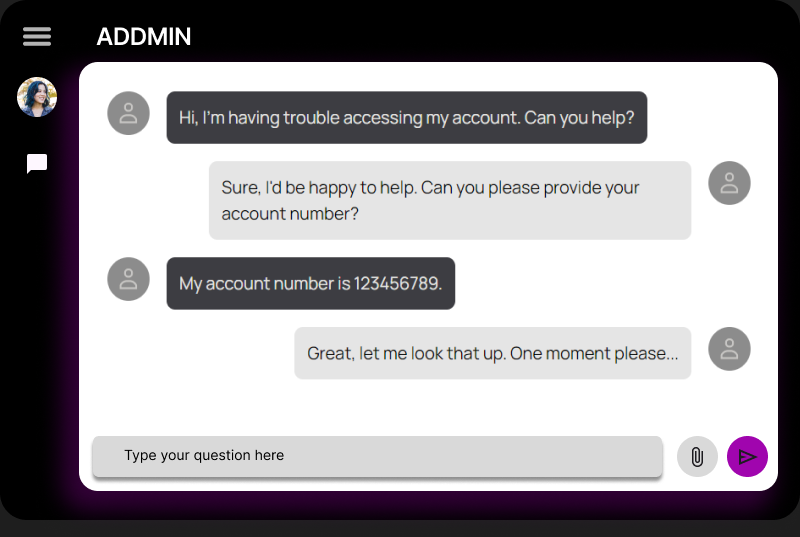 ADDMIN
Hi, I'm having trouble accessing my account. Can you help?
Sure, I'd be happy to help. Can you please provide your
account number?
My account number is 123456789.
Great, let me look that up. One moment please...
Type your question here